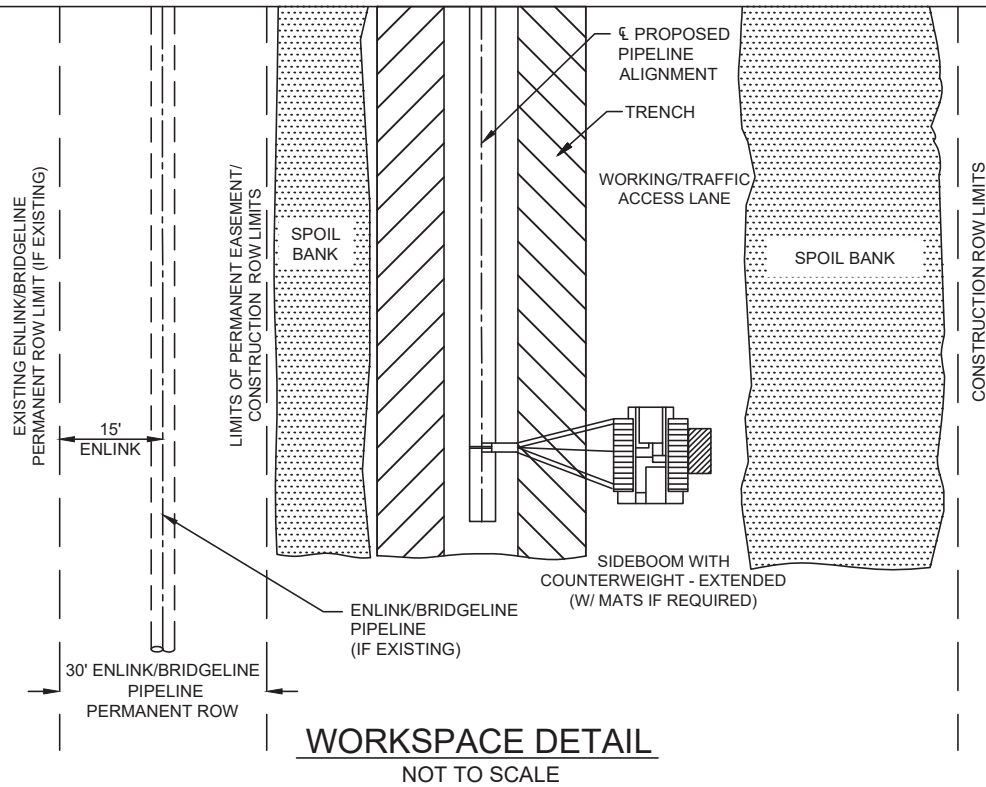 ℄ PROPOSED
PIPELINE
ALIGNMENT
TRENCH
WORKING/TRAFFIC
ACCESS LANE
EXISTING ENLINK/BRIDGELINE
PERMANENT ROW LIMIT (IF EXISTING)
LIMITS OF PERMANENT EASEMENT/
CONSTRUCTION ROW LIMITS
SPOIL
BANK
SPOIL BANK
CONSTRUCTION ROW LIMITS
15'
ENLINK
SIDEBOOM WITH
COUNTERWEIGHT - EXTENDED
(W/ MATS IF REQUIRED)
ENLINK/BRIDGELINE
PIPELINE
(IF EXISTING)
30' ENLINK/BRIDGELINE
PIPELINE
PERMANENT ROW
WORKSPACE DETAIL
NOT TO SCALE